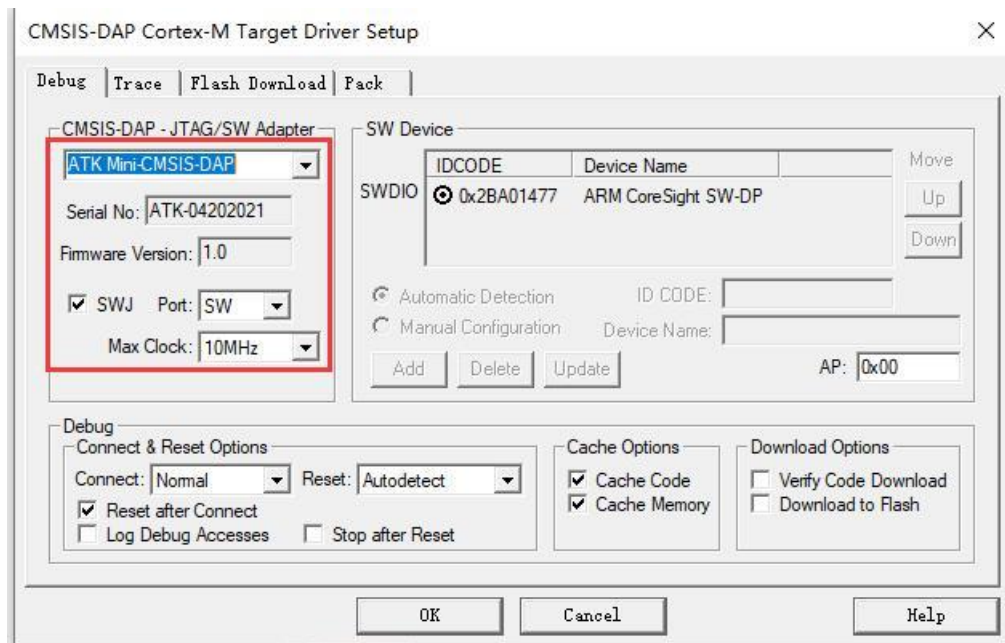 CMSIS-DAP Cortex-M Target Driver Setup
Debug Trace Flash Download Pack
CMSIS-DAP - JTAG/SW Adapter
ATK Mini-CMSIS-DAP
Serial No: ATK-04202021
Firmware Version: 1.0
SWJ Port: SW
Max Clock: 10MHz
SW Device
IDCODE Device Name
SWDIO 0x2BA01477 ARM CoreSight SW-DP
Move
Up
Down
Automatic Detection ID CODE:
Manual Configuration Device Name:
Add Delete Update AP: 0x00
Debug
Connect & Reset Options
Connect: Normal Reset: Autodetect
Reset after Connect
Log Debug Accesses Stop after Reset
Cache Options
Cache Code
Cache Memory
Download Options
Verify Code Download
Download to Flash
OK Cancel Help